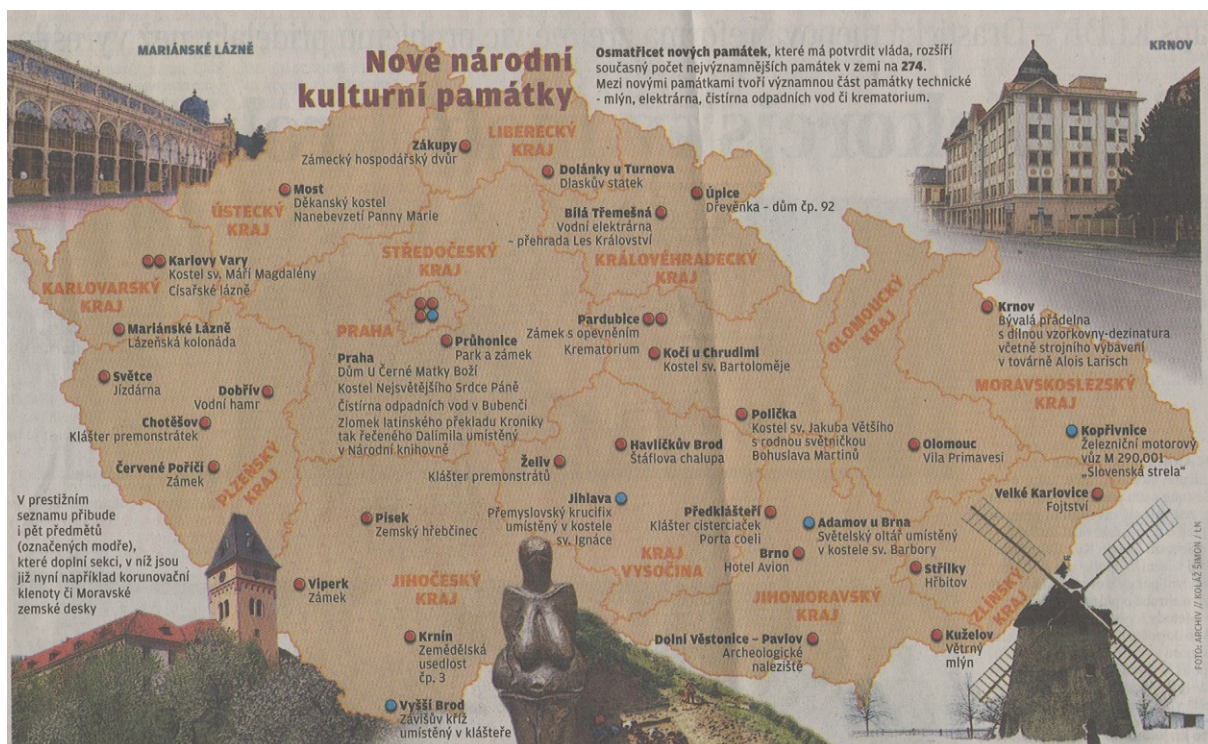 MARIÁNSKÉ LÁZNĚ
Nové národní
kulturní památky
Osmatřicet nových památek, které má potvrdit vláda, rozšíří
současný počet nejvýznamnějších památek v zemi na 274.
Mezi novými památkami tvoří významnou část památky technické
- mlýn, elektrárna, čistírna odpadních vod či krematorium.
KRNOV
LIBERECKÝ
KRAJ
Zákupy
Zámecký hospodářský dvůr
Dolánky u Turnova
Dlaskův statek
Most
Děkanský kostel
Nanebevzetí Panny Marie
ÚSTECKÝ
KRAJ
Úpice
Dřevěnka - dům čp. 92
Bílá Třemešná
Vodní elektrárna
- přehrada Les Království
STŘEDOČESKÝ
KRAJ
KRÁLOVÉHRADECKÝ
KRAJ
Karlovy Vary
Kostel sv. Máří Magdalény
Císařské lázně
KARLOVARSKÝ
KRAJ
OLOMOUCKÝ
KRAJ
Mariánské Lázně
Lázeňská kolonáda
PRAHA
Průhonice
Park a zámek
Pardubice
Zámek s opevněním
Krematorium
Kočí u Chrudimi
Kostel sv. Bartoloměje
Krnov
Bývalá přádelna
s dílnou vzorkovny-dezinatura
včetně strojního vybavení
v továrně Alois Larisch
MORAVSKOSLEZSKÝ
KRAJ
Praha
Dům U Černé Matky Boží
Kostel Nejsvětějšího Srdce Páně
Čistírna odpadních vod v Bubenči
Zlomek latinského překladu Kroniky
tak řečeného Dalimila umístěný
v Národní knihovně
Světce
Jízdárna
Dobřív
Vodní hamr
Chotěšov
Klášter premonstrátek
Červené Poříčí
Zámek
PLZEŇSKÝ
KRAJ
Polička
Kostel sv. Jakuba Většího
s rodnou světničkou
Bohuslava Martinů
Havlíčkův Brod
Štáflova chalupa
Želiv
Klášter premonstrátů
Olomouc
Vila Primavesi
Kopřivnice
Železniční motorový
vůz M 290.001
„Slovenská strela“
Velké Karlovice
Fojtství
V prestižním
seznamu přibude
i pět předmětů
(označených modře),
které doplní sekci, v níž jsou
již nyní například korunovační
klenoty či Moravské
zemské desky
Jihlava
Přemyslovský krucifix
umístěný v kostele
sv. Ignáce
Písek
Zemský hřebčinec
Předklášteří
Klášter cisterciaček
Porta coeli
Adamov u Brna
Světelský oltář umístěný
v kostele sv. Barbory
Brno
Hotel Avion
KRAJ
VYSOČINA
Střílky
Hřbitov
ZLÍNSKÝ
KRAJ
Viperk
Zámek
JIHOČESKÝ
KRAJ
JIHOMORAVSKÝ
KRAJ
Krnín
Zemědělská
usedlost
čp. 3
Dolní Věstonice – Pavlov
Archeologické
naleziště
Kuželov
Větrný
mlýn
Vyšší Brod
Závišův kříž
umístěný v klášteře
FOTO: ARCHIV // KOLÁŽ ŠIMON / LN